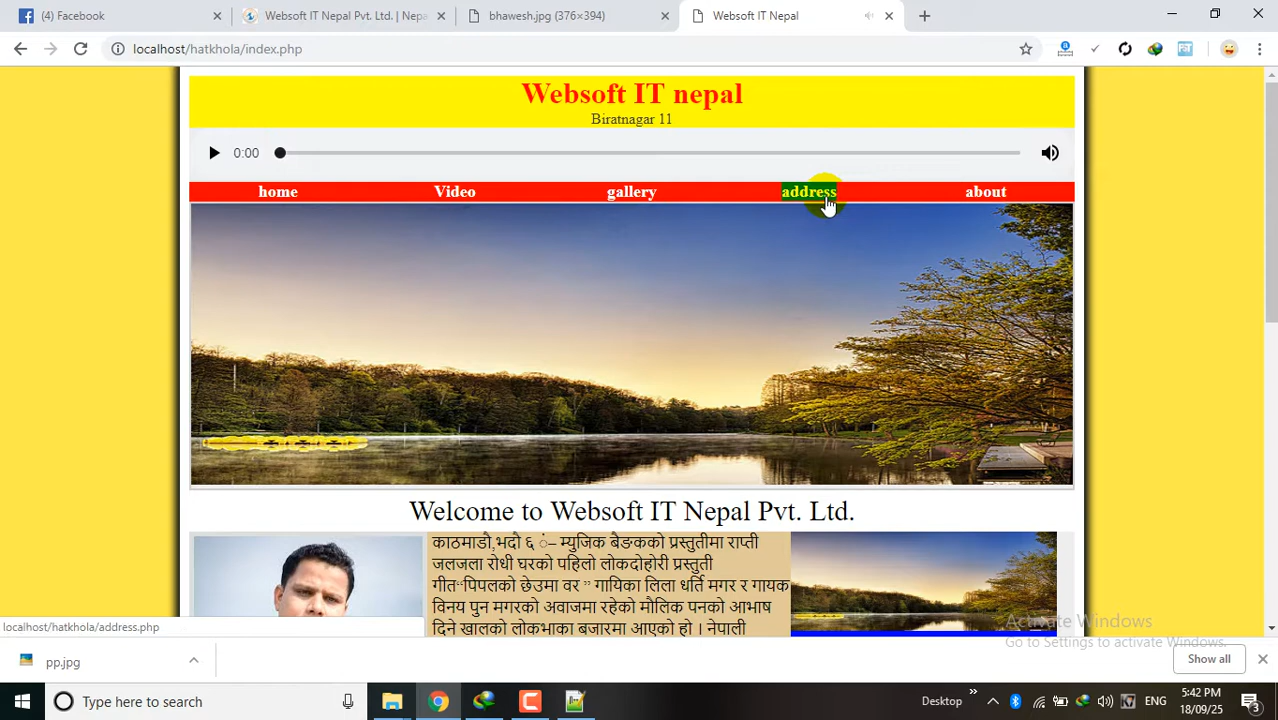 (4) Facebook
Websoft IT Nepal Pvt. Ltd. | Nepa
bhawesh.jpg (376×394)
Websoft IT Nepal
localhost/hatkhola/index.php
Websoft IT nepal
Biratnagar 11
0:00
home Video gallery address about
Welcome to Websoft IT Nepal Pvt. Ltd.
काठमाडौ,भदौ ६ ं– म्युजिक बैङकको प्रस्तुतीमा राप्ती
जलजला रोधी घरको पहिलो लोकदोहोरी प्रस्तुती
गीत“पिपलको छेउमा वर ” गायिका लिला धर्ति मगर र गायक
विनय पुन मगरको अवाजमा रहेको मौलिक पनको आभाष
दिने खालको लोकभाका बजारमा आएको हो । नेपाली
localhost/hatkhola/address.php
Activate Windows
Go to Settings to activate Windows.
pp.jpg
Show all
Type here to search
Desktop
ENG
5:42 PM
18/09/25
3